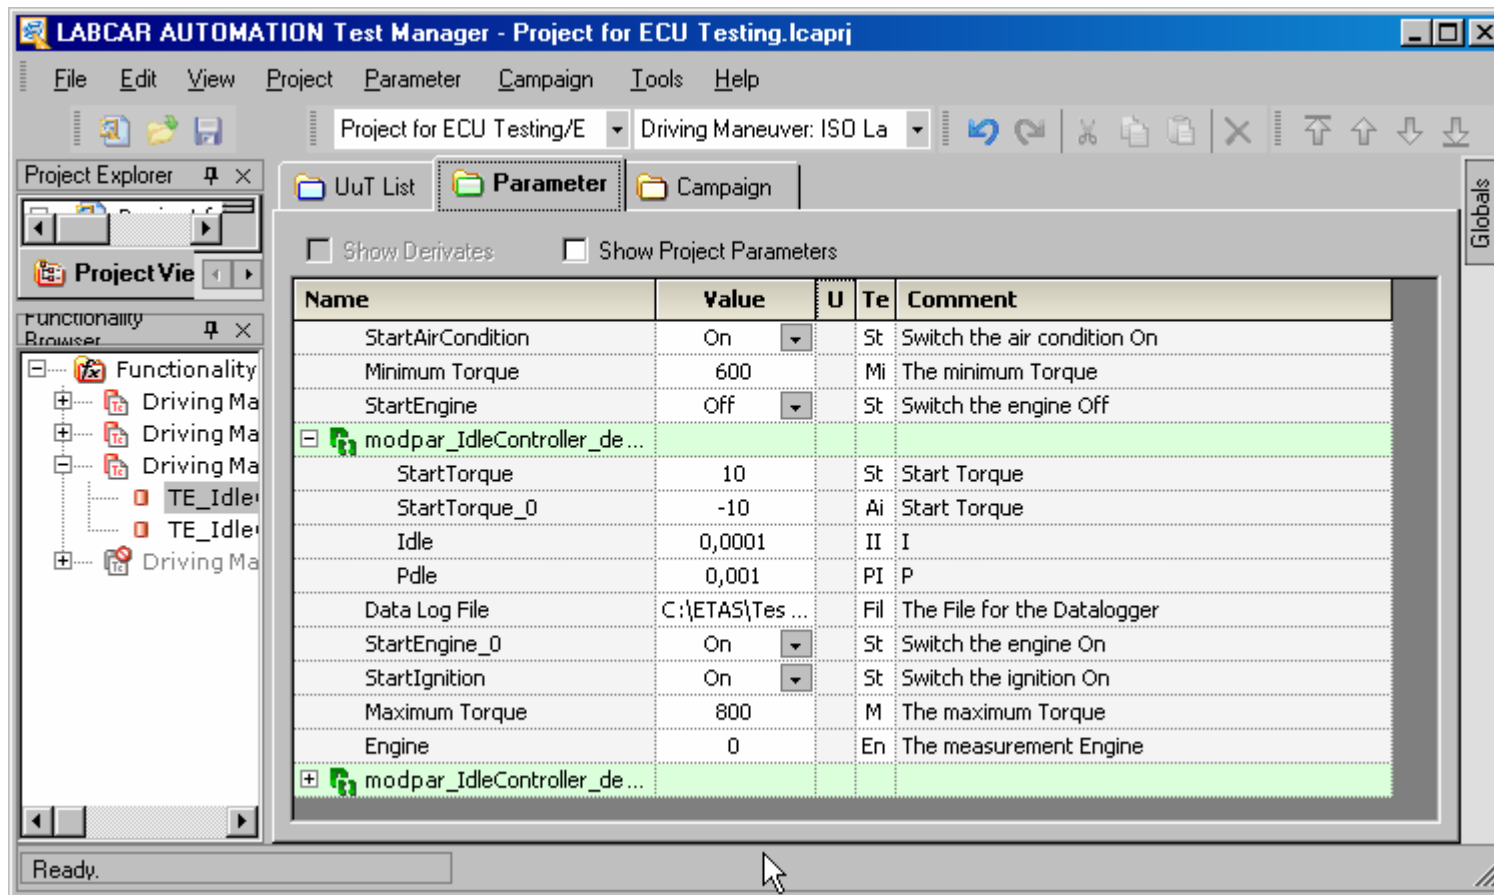 LABCAR AUTOMATION Test Manager - Project for ECU Testing.lcaprj
File Edit View Project Parameter Campaign Tools Help
Project for ECU Testing/E Driving Maneuver: ISO La
Project Explorer
Project Vie
Functionality
Browser
Functionality
Driving Ma
Driving Ma
Driving Ma
TE_Idle
TE_Idle
Driving Ma
UuT List Parameter Campaign
Show Derivates Show Project Parameters
Name Value U Te Comment
StartAirCondition On St Switch the air condition On
Minimum Torque 600 Mi The minimum Torque
StartEngine Off St Switch the engine Off
modpar_IdleController_de...
StartTorque 10 St Start Torque
StartTorque_0 -10 Ai Start Torque
Idle 0,0001 II I
Pdle 0,001 PI P
Data Log File C:\ETAS\Tes ... Fil The File for the Datalogger
StartEngine_0 On St Switch the engine On
StartIgnition On St Switch the ignition On
Maximum Torque 800 M The maximum Torque
Engine 0 En The measurement Engine
modpar_IdleController_de...
Globals
Ready.